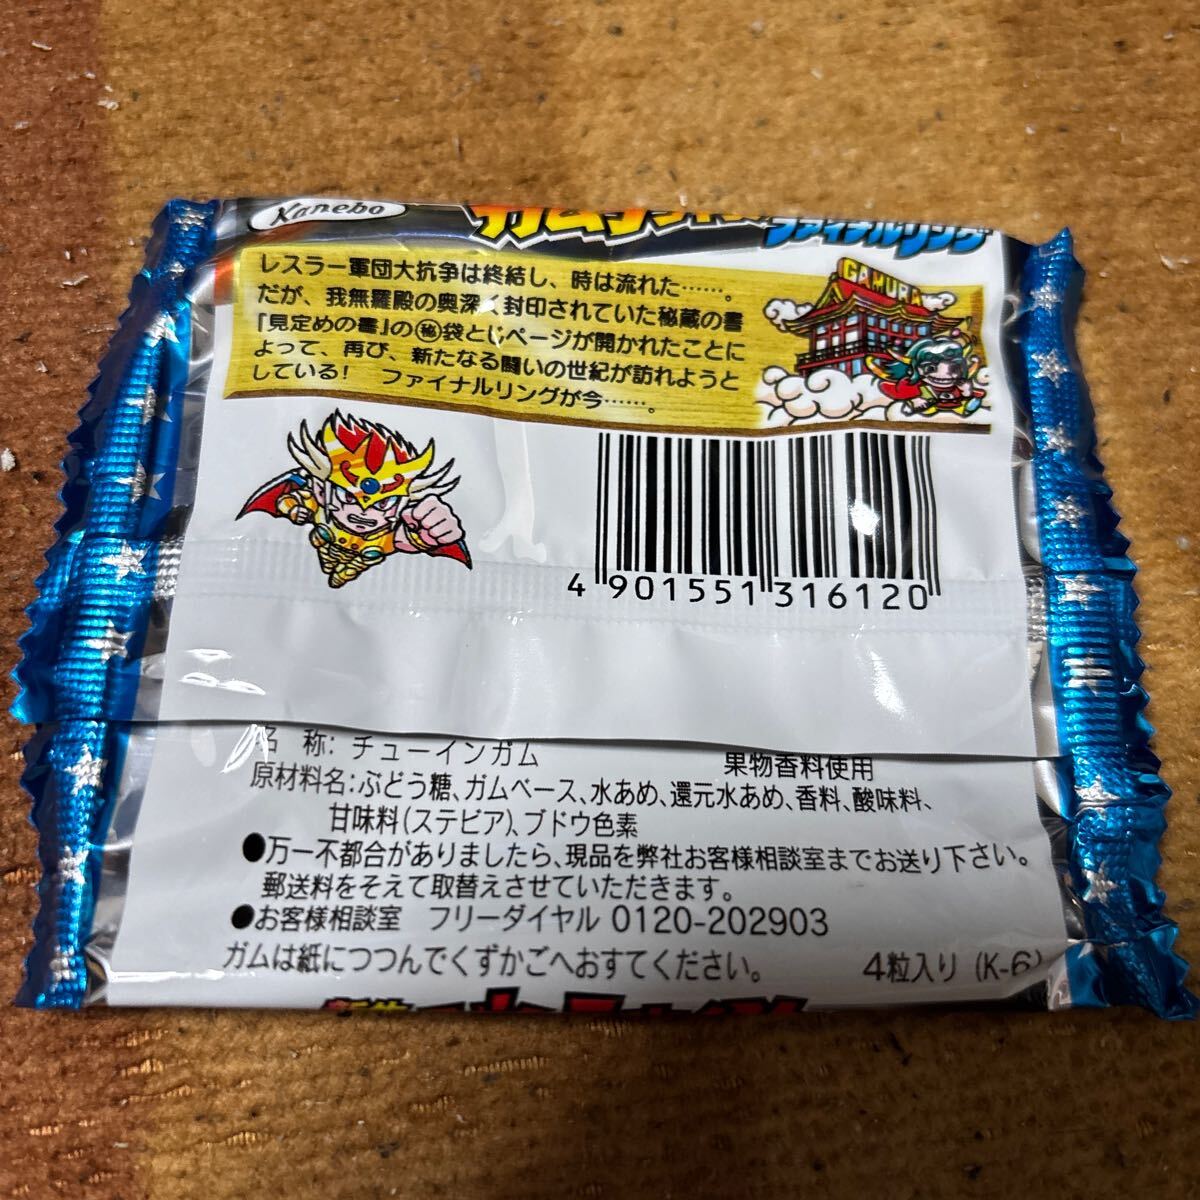 Kanebo
ファイナルリング
レスラー軍団大抗争は終結し、時は流れた……。
だが、我無羅殿の奥深く封印されていた秘蔵の書
『見定めの書』の㊙袋とじページが開かれたことに
よって、再び、新たなる闘いの世紀が訪れようと
している! ファイナルリングが今……。
GAMURA
4 901551 316120
名 称: チューインガム 果物香料使用
原材料名:ぶどう糖、ガムベース、水あめ、還元水あめ、香料、酸味料、
甘味料(ステビア)、ブドウ色素
●万一不都合がありましたら、現品を弊社お客様相談室までお送り下さい。
郵送料をそえて取替えさせていただきます。
●お客様相談室 フリーダイヤル 0120-202903
ガムは紙につつんでくずかごへおすてください。 4粒入り (K-6)